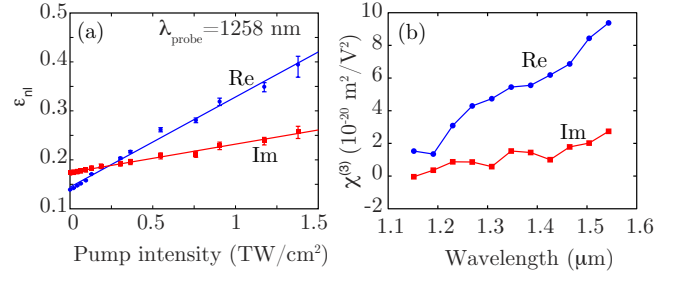 (a)
λprobe=1258 nm
Re
Im
εnl
0.5
0.4
0.3
0.2
0.1
0
0.5
1
1.5
Pump intensity (TW/cm²)
(b)
Re
Im
χ⁽³⁾ (10⁻²⁰ m²/V²)
10
8
6
4
2
0
-2
1.1
1.2
1.3
1.4
1.5
1.6
Wavelength (μm)